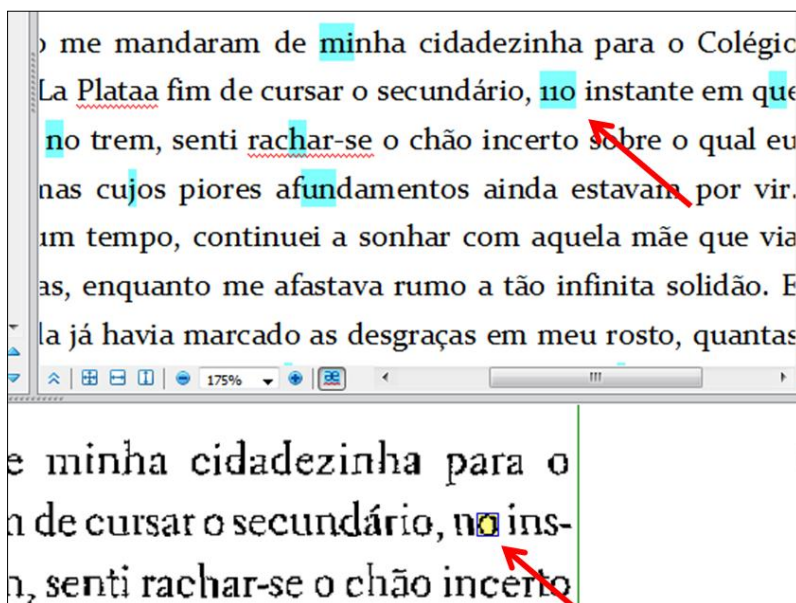 o me mandaram de minha cidadezinha para o Colégio
La Plataa fim de cursar o secundário, 110 instante em que
no trem, senti rachar-se o chão incerto sobre o qual eu
mas cujos piores afundamentos ainda estavam por vir.
um tempo, continuei a sonhar com aquela mãe que via
as, enquanto me afastava rumo a tão infinita solidão. E
la já havia marcado as desgraças em meu rosto, quantas
175%
e minha cidadezinha para o
n de cursar o secundário, no ins-
n, senti rachar-se o chão incerto